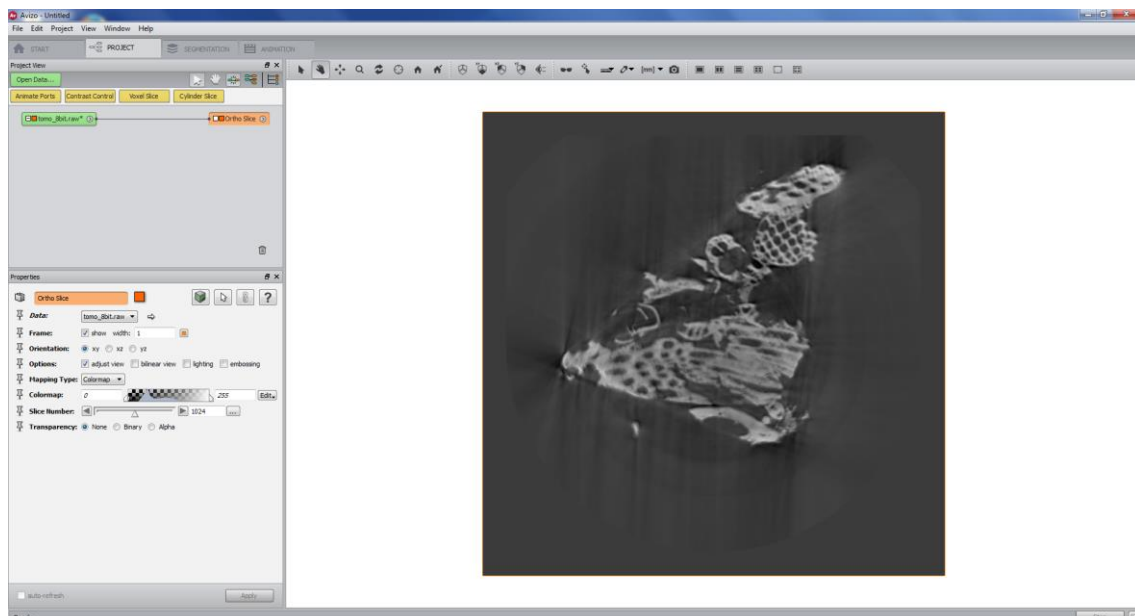 Avizo - Untitled
File Edit Project View Window Help
START PROJECT SEGMENTATION ANIMATION
Project View
Open Data...
Animate Ports Contrast Control Voxel Slice Cylinder Slice
tomo_8bit.raw* Ortho Slice
Properties
Ortho Slice
Data: tomo_8bit.raw
Frame: show width: 1
Orientation: xy xz yz
Options: adjust view bilinear view lighting embossing
Mapping Type: Colormap
Colormap: 0 255 Edit
Slice Number: 1024 ...
Transparency: None Binary Alpha
auto-refresh Apply